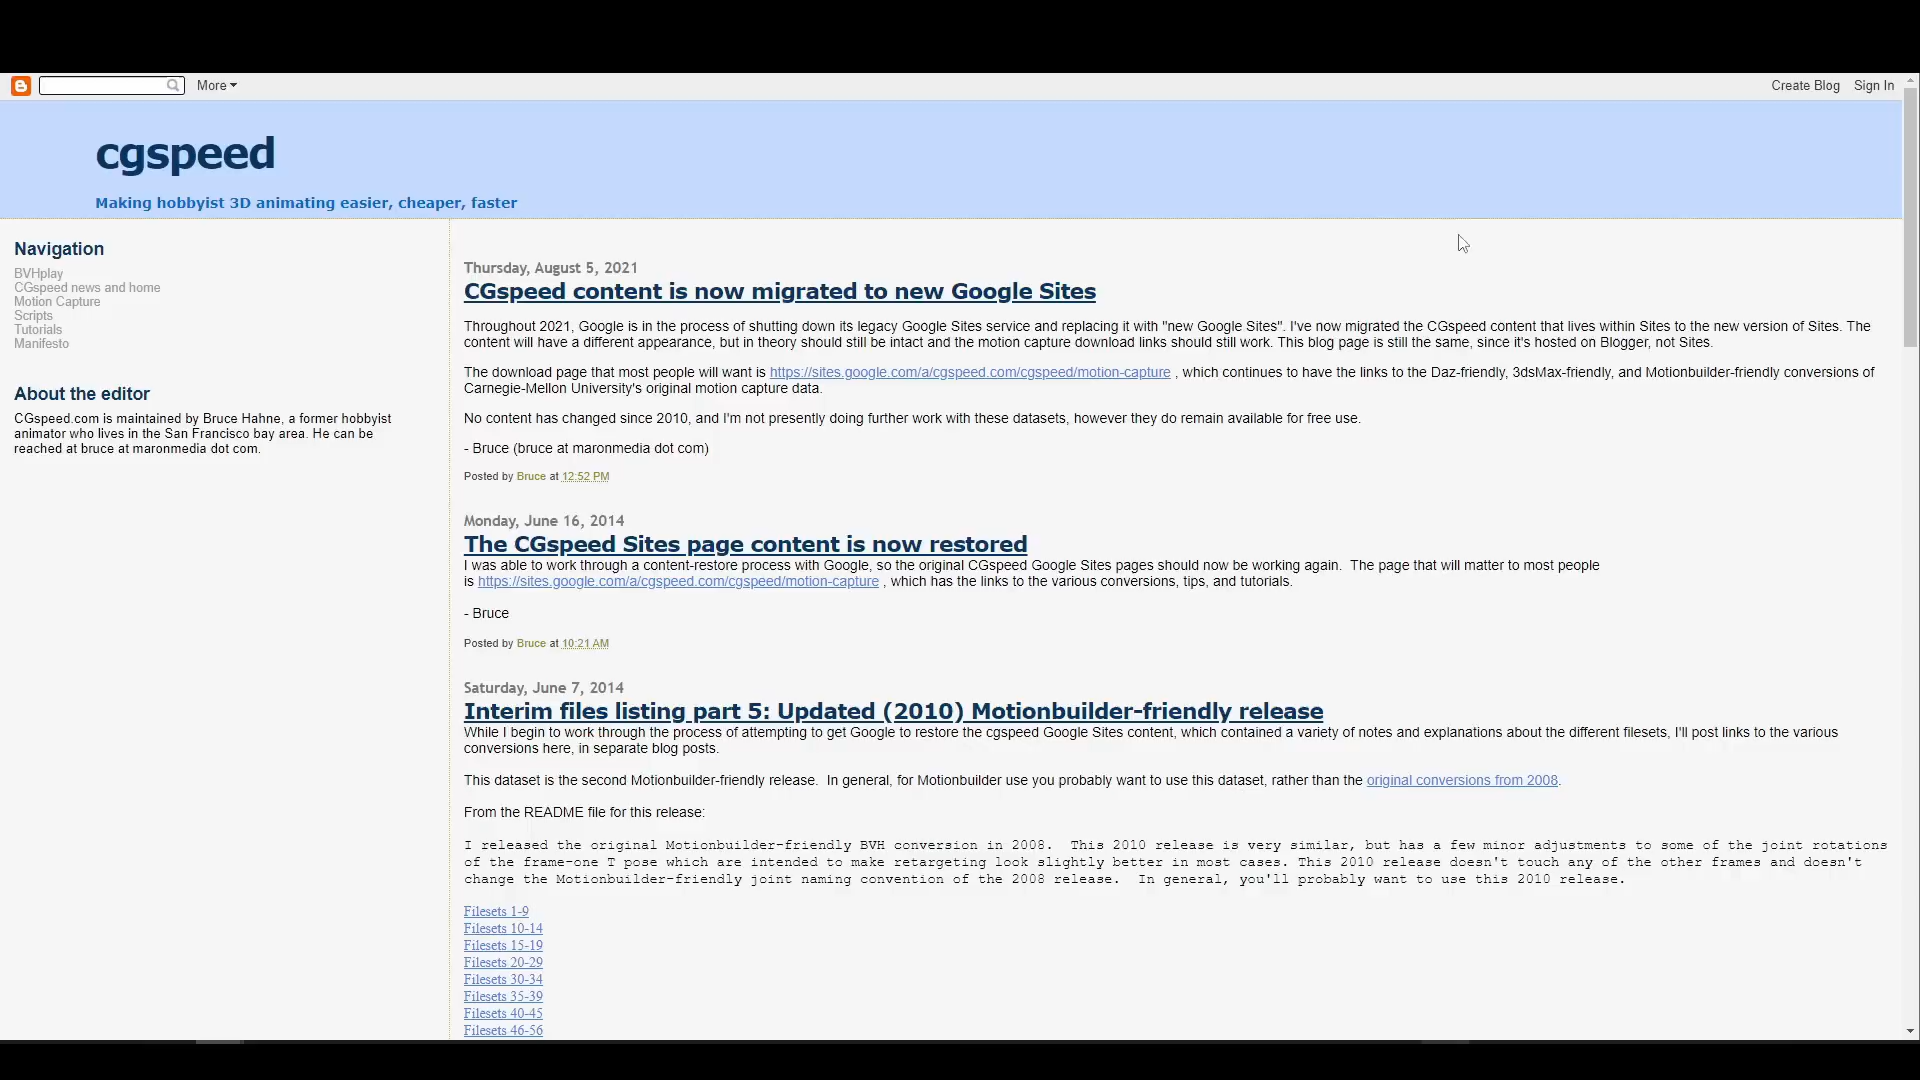 More
Create Blog Sign In
cgspeed
Making hobbyist 3D animating easier, cheaper, faster
Navigation
BVHplay
CGspeed news and home
Motion Capture
Scripts
Tutorials
Manifesto
About the editor
CGspeed.com is maintained by Bruce Hahne, a former hobbyist
animator who lives in the San Francisco bay area. He can be
reached at bruce at maronmedia dot com.
Thursday, August 5, 2021
CGspeed content is now migrated to new Google Sites
Throughout 2021, Google is in the process of shutting down its legacy Google Sites service and replacing it with "new Google Sites". I've now migrated the CGspeed content that lives within Sites to the new version of Sites. The
content will have a different appearance, but in theory should still be intact and the motion capture download links should still work. This blog page is still the same, since it's hosted on Blogger, not Sites.
The download page that most people will want is https://sites.google.com/a/cgspeed.com/cgspeed/motion-capture , which continues to have the links to the Daz-friendly, 3dsMax-friendly, and Motionbuilder-friendly conversions of
Carnegie-Mellon University's original motion capture data.
No content has changed since 2010, and I'm not presently doing further work with these datasets, however they do remain available for free use.
- Bruce (bruce at maronmedia dot com)
Posted by Bruce at 12:52 PM
Monday, June 16, 2014
The CGspeed Sites page content is now restored
I was able to work through a content-restore process with Google, so the original CGspeed Google Sites pages should now be working again.  The page that will matter to most people
is https://sites.google.com/a/cgspeed.com/cgspeed/motion-capture , which has the links to the various conversions, tips, and tutorials.
- Bruce
Posted by Bruce at 10:21 AM
Saturday, June 7, 2014
Interim files listing part 5: Updated (2010) Motionbuilder-friendly release
While I begin to work through the process of attempting to get Google to restore the cgspeed Google Sites content, which contained a variety of notes and explanations about the different filesets, I'll post links to the various
conversions here, in separate blog posts.
This dataset is the second Motionbuilder-friendly release.  In general, for Motionbuilder use you probably want to use this dataset, rather than the original conversions from 2008.
From the README file for this release:
I released the original Motionbuilder-friendly BVH conversion in 2008.  This 2010 release is very similar, but has a few minor adjustments to some of the joint rotations
of the frame-one T pose which are intended to make retargeting look slightly better in most cases. This 2010 release doesn't touch any of the other frames and doesn't
change the Motionbuilder-friendly joint naming convention of the 2008 release.  In general, you'll probably want to use this 2010 release.
Filesets 1-9
Filesets 10-14
Filesets 15-19
Filesets 20-29
Filesets 30-34
Filesets 35-39
Filesets 40-45
Filesets 46-56